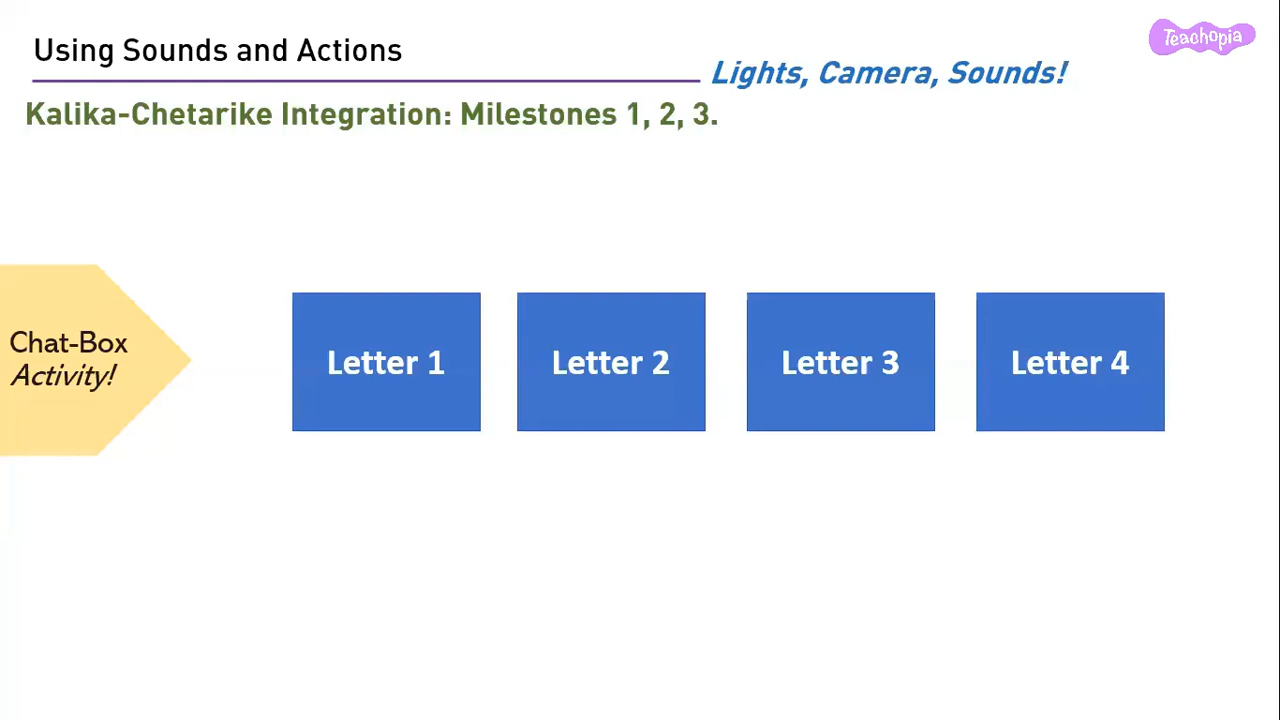 Using Sounds and Actions
Teachopia
Lights, Camera, Sounds!
Kalika-Chetarike Integration: Milestones 1, 2, 3.
Chat-Box
Activity!
Letter 1
Letter 2
Letter 3
Letter 4